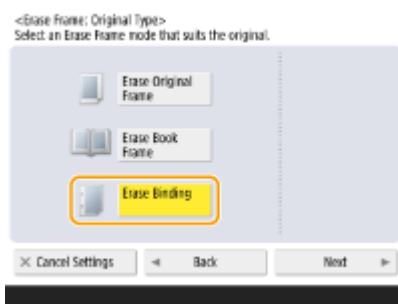 <Erase Frame: Original Type>
Select an Erase Frame mode that suits the original.
Erase Original
Frame
Erase Book
Frame
Erase Binding
× Cancel Settings
◄ Back
Next ►